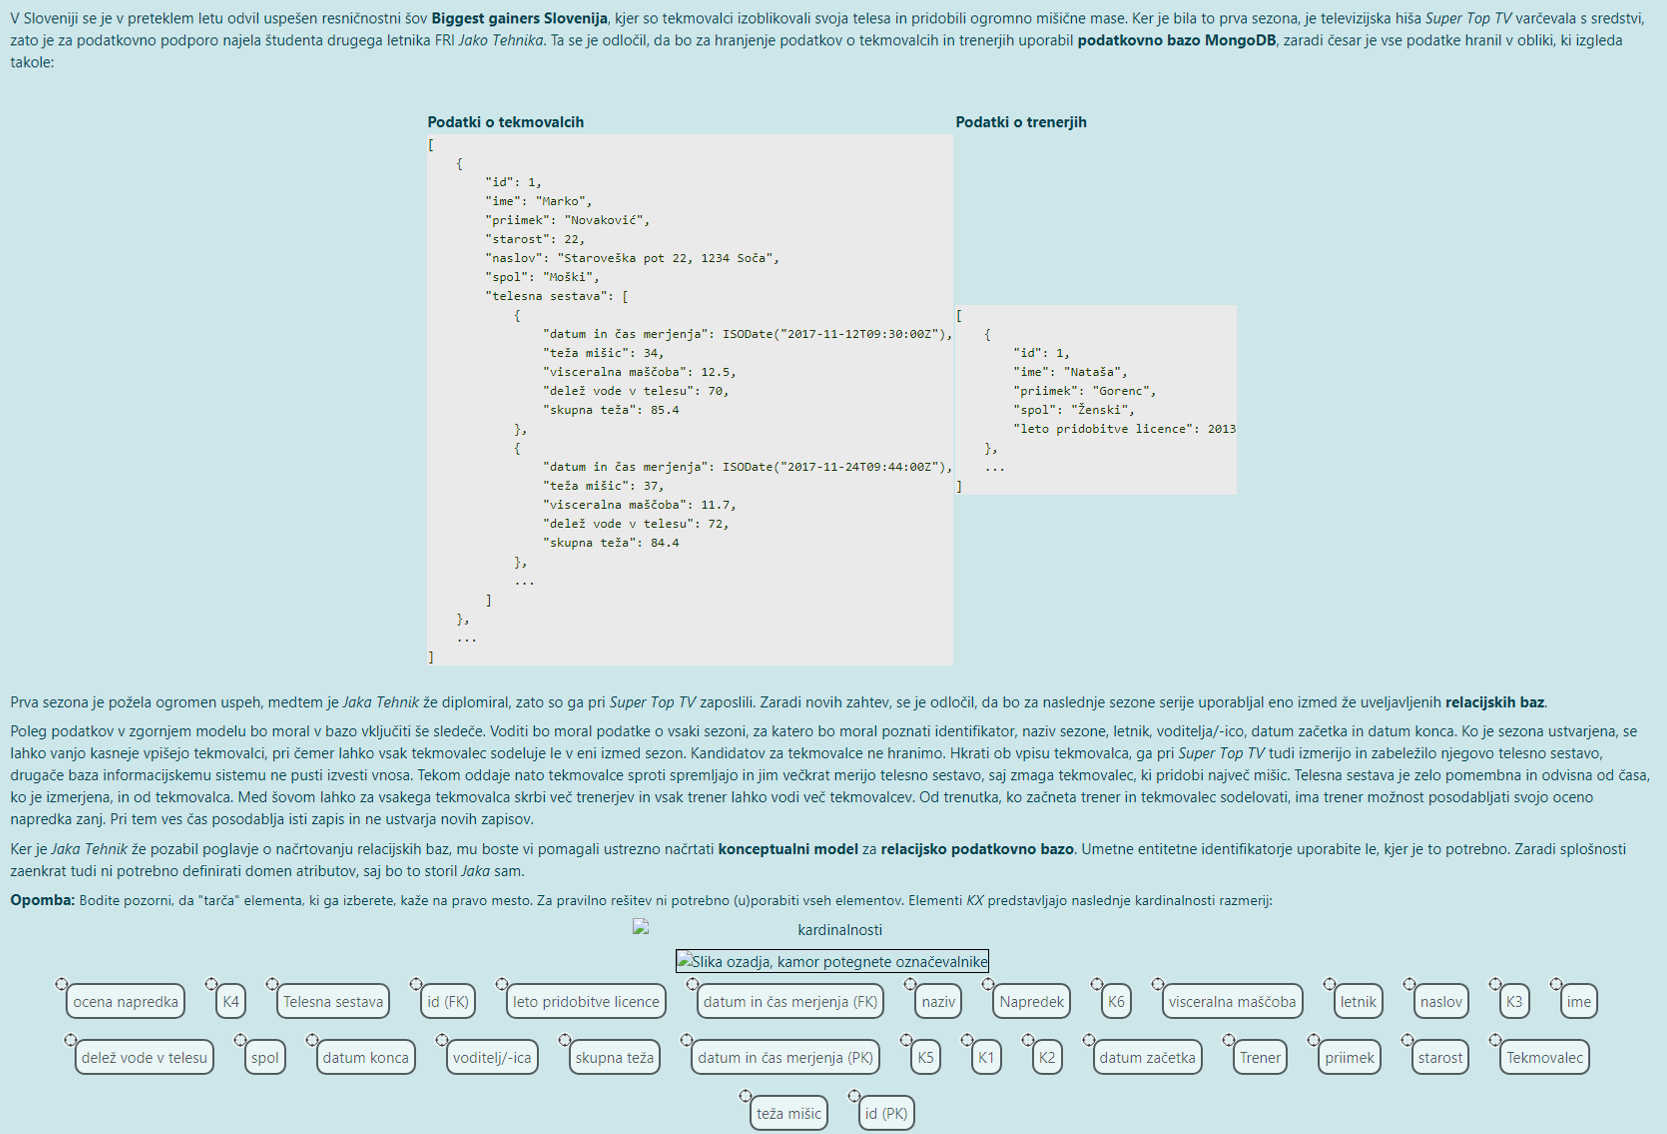 V Sloveniji se je v preteklem letu odvil uspešen resničnostni šov Biggest gainers Slovenija, kjer so tekmovalci izoblikovali svoja telesa in pridobili ogromno mišične mase. Ker je bila to prva sezona, je televizijska hiša Super Top TV varčevala s sredstvi,
zato je za podatkovno podporo najela študenta drugega letnika FRI Jako Tehnika. Ta se je odločil, da bo za hranjenje podatkov o tekmovalcih in trenerjih uporabil podatkovno bazo MongoDB, zaradi česar je vse podatke hranil v obliki, ki izgleda
takole:
Podatki o tekmovalcih
[
{
"id": 1,
"ime": "Marko",
"priimek": "Novaković",
"starost": 22,
"naslov": "Staroveška pot 22, 1234 Soča",
"spol": "Moški",
"telesna sestava": [
{
"datum in čas merjenja": ISODate("2017-11-12T09:30:00Z"),
"teža mišic": 34,
"visceralna maščoba": 12.5,
"delež vode v telesu": 70,
"skupna teža": 85.4
},
{
"datum in čas merjenja": ISODate("2017-11-24T09:44:00Z"),
"teža mišic": 37,
"visceralna maščoba": 11.7,
"delež vode v telesu": 72,
"skupna teža": 84.4
},
...
]
},
...
]
Podatki o trenerjih
[
{
"id": 1,
"ime": "Nataša",
"priimek": "Gorenc",
"spol": "Ženski",
"leto pridobitve licence": 2013
},
...
]
Prva sezona je požela ogromen uspeh, medtem je Jaka Tehnik že diplomiral, zato so ga pri Super Top TV zaposlili. Zaradi novih zahtev, se je odločil, da bo za naslednje sezone serije uporabljal eno izmed že uveljavljenih relacijskih baz.
Poleg podatkov v zgornjem modelu bo moral v bazo vključiti še sledeče. Voditi bo moral podatke o vsaki sezoni, za katero bo moral poznati identifikator, naziv sezone, letnik, voditelja/-ico, datum začetka in datum konca. Ko je sezona ustvarjena, se
lahko vanjo kasneje vpišejo tekmovalci, pri čemer lahko vsak tekmovalec sodeluje le v eni izmed sezon. Kandidatov za tekmovalce ne hranimo. Hkrati ob vpisu tekmovalca, ga pri Super Top TV tudi izmerijo in zabeležilo njegovo telesno sestavo,
drugače baza informacijskemu sistemu ne pusti izvesti vnosa. Tekom oddaje nato tekmovalce sproti spremljajo in jim večkrat merijo telesno sestavo, saj zmaga tekmovalec, ki pridobi največ mišic. Telesna sestava je zelo pomembna in odvisna od časa,
ko je izmerjena, in od tekmovalca. Med šovom lahko za vsakega tekmovalca skrbi več trenerjev in vsak trener lahko vodi več tekmovalcev. Od trenutka, ko začneta trener in tekmovalec sodelovati, ima trener možnost posodabljati svojo oceno
napredka zanj. Pri tem ves čas posodablja isti zapis in ne ustvarja novih zapisov.
Ker je Jaka Tehnik že pozabil poglavje o načrtovanju relacijskih baz, mu boste vi pomagali ustrezno načrtati konceptualni model za relacijsko podatkovno bazo. Umetne entitetne identifikatorje uporabite le, kjer je to potrebno. Zaradi splošnosti
zaenkrat tudi ni potrebno definirati domen atributov, saj bo to storil Jaka sam.
Opomba: Bodite pozorni, da "tarča" elementa, ki ga izberete, kaže na pravo mesto. Za pravilno rešitev ni potrebno (u)porabiti vseh elementov. Elementi KX predstavljajo naslednje kardinalnosti razmerij:
kardinalnosti
Slika ozadja, kamor potegnete označevalnike
ocena napredka K4 Telesna sestava id (FK) leto pridobitve licence datum in čas merjenja (FK) naziv Napredek K6 visceralna maščoba letnik naslov K3 ime
delež vode v telesu spol datum konca voditelj/-ica skupna teža datum in čas merjenja (PK) K5 K1 K2 datum začetka Trener priimek starost Tekmovalec
teža mišic id (PK)